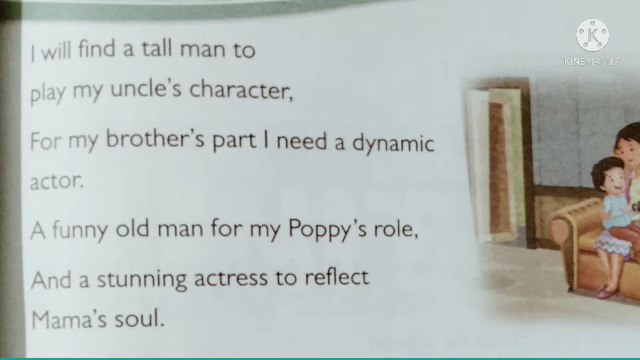 I will find a tall man to
play my uncle's character,
For my brother's part I need a dynamic
actor.
A funny old man for my Poppy's role,
And a stunning actress to reflect
Mama's soul.
K
KINEMASTER